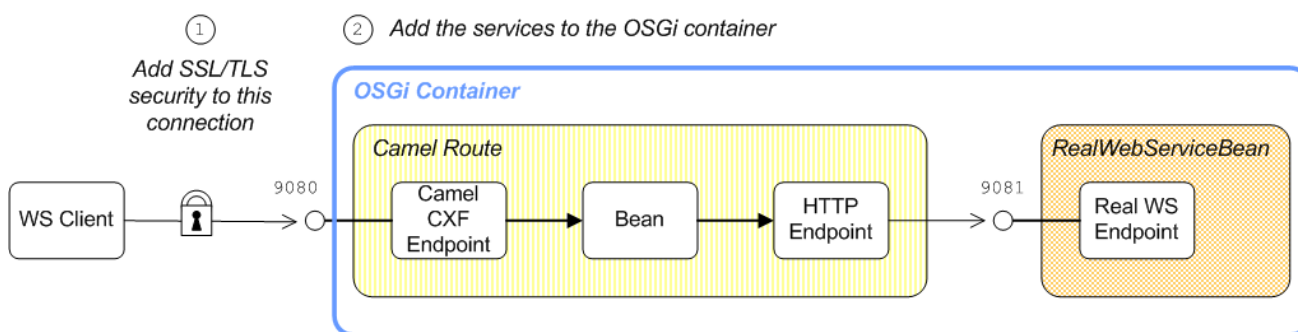 1
Add SSL/TLS
security to this
connection
2 Add the services to the OSGi container
OSGi Container
Camel Route
RealWebServiceBean
WS Client
9080
Camel
CXF
Endpoint
Bean
HTTP
Endpoint
9081
Real WS
Endpoint